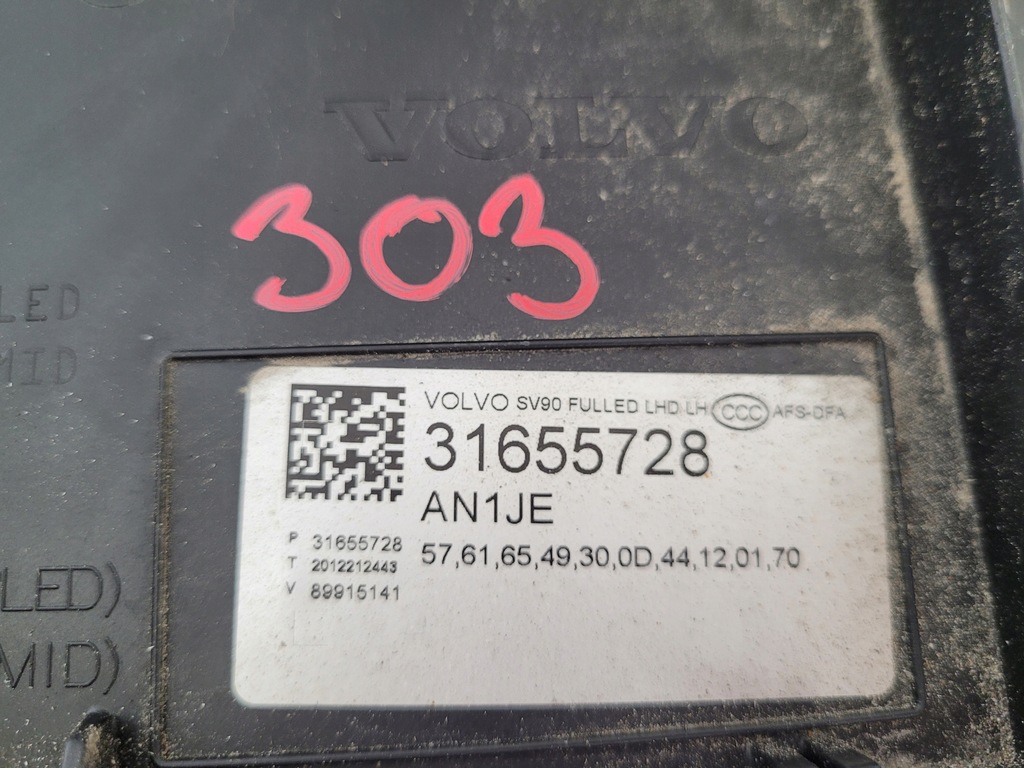 VOLVO
303
LED
MID
VOLVO SV90 FULLED LHD LH CCC AFS-DFA
31655728
AN1JE
P 31655728
T 2012212443
V 89915141
57,61,65,49,30,0D,44,12,01,70
LED)
MID)